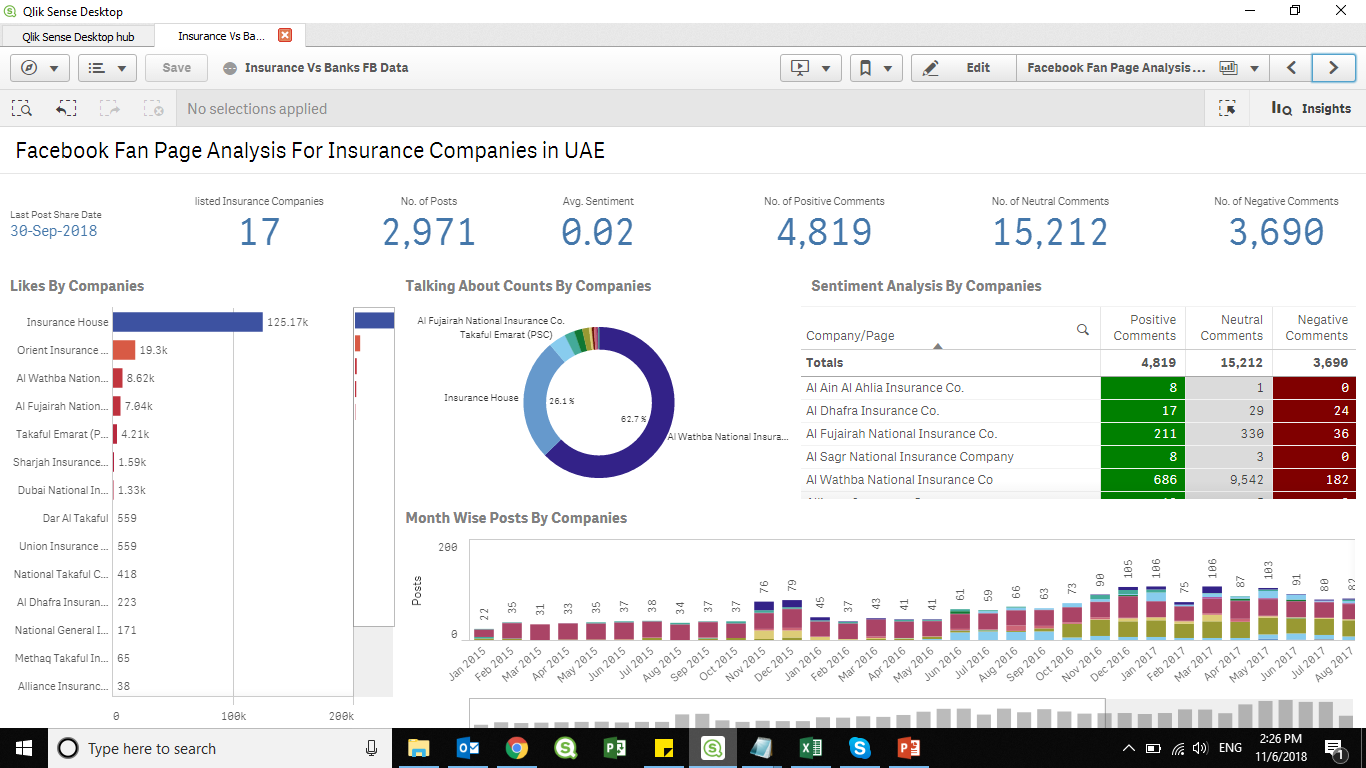 Qlik Sense Desktop
Qlik Sense Desktop hub
Insurance Vs Ba...
Save
Insurance Vs Banks FB Data
Edit
Facebook Fan Page Analysis ...
No selections applied
Insights
Facebook Fan Page Analysis For Insurance Companies in UAE
Last Post Share Date
30-Sep-2018
listed Insurance Companies
17
No. of Posts
2,971
Avg. Sentiment
0.02
No. of Positive Comments
4,819
No. of Neutral Comments
15,212
No. of Negative Comments
3,690
Likes By Companies
Insurance House 125.17k
Orient Insurance ... 19.3k
Al Wathba Nation... 8.62k
Al Fujairah Nation... 7.04k
Takaful Emarat (P... 4.21k
Sharjah Insurance... 1.59k
Dubai National In... 1.33k
Dar Al Takaful 559
Union Insurance ... 559
National Takaful C... 418
Al Dhafra Insuran... 223
National General I... 171
Methaq Takaful In... 65
Alliance Insuranc... 38
0 100k 200k
Talking About Counts By Companies
Al Fujairah National Insurance Co.
Takaful Emarat (PSC)
Insurance House
26.1 %
62.7 %
Al Wathba National Insura...
Sentiment Analysis By Companies
Company/Page Positive Comments Neutral Comments Negative Comments
Totals 4,819 15,212 3,690
Al Ain Al Ahlia Insurance Co. 8 1 0
Al Dhafra Insurance Co. 17 29 24
Al Fujairah National Insurance Co. 211 330 36
Al Sagr National Insurance Company 8 3 0
Al Wathba National Insurance Co 686 9,542 182
Month Wise Posts By Companies
Posts
200
0
22 35 31 33 35 37 38 34 37 37 76 79 45 37 43 41 41 61 59 66 63 73 90 105 106 75 106 87 103 91 80 82
Jan 2015 Feb 2015 Mar 2015 Apr 2015 May 2015 Jun 2015 Jul 2015 Aug 2015 Sep 2015 Oct 2015 Nov 2015 Dec 2015 Jan 2016 Feb 2016 Mar 2016 Apr 2016 May 2016 Jun 2016 Jul 2016 Aug 2016 Sep 2016 Oct 2016 Nov 2016 Dec 2016 Jan 2017 Feb 2017 Mar 2017 Apr 2017 May 2017 Jun 2017 Jul 2017 Aug 2017
Type here to search
ENG
2:26 PM
11/6/2018
1